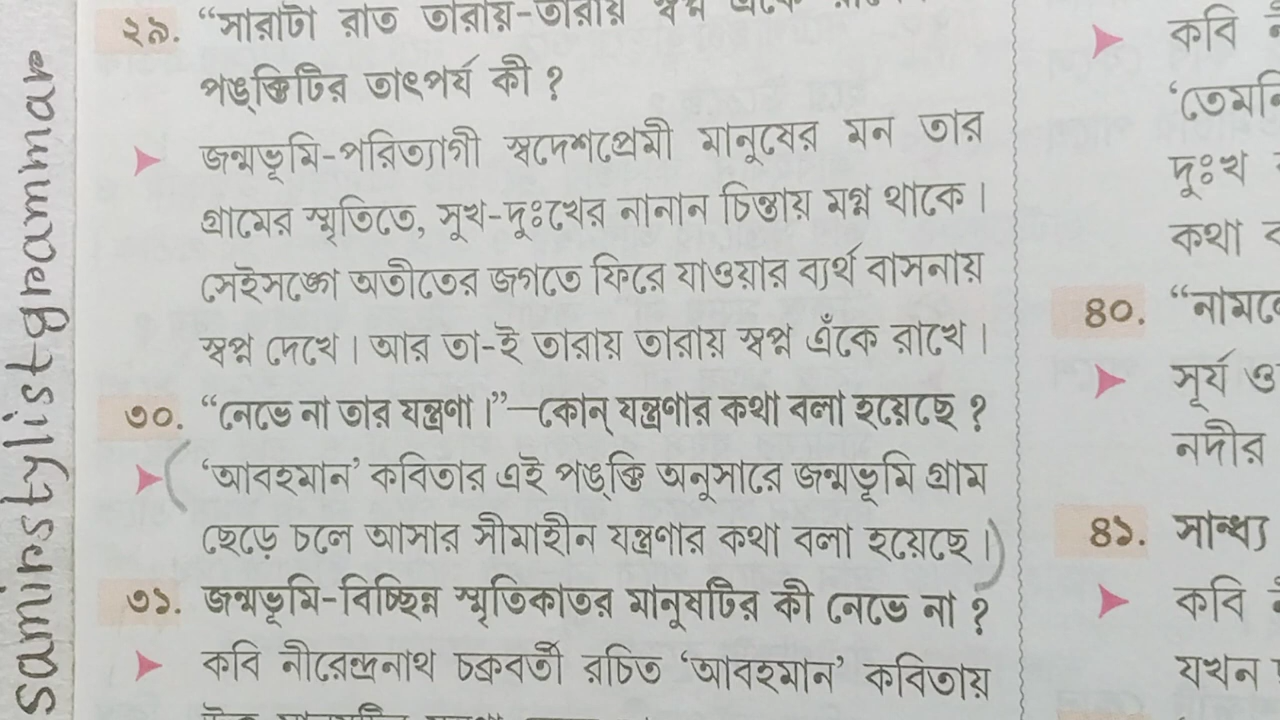 saminstylistgrammar
২৯. “সারাটা রাত তারায়-তারায় স্বপ্ন এঁকে
পঙ্‌ক্তিটির তাৎপর্য কী ?
জন্মভূমি-পরিত্যাগী স্বদেশপ্রেমী মানুষের মন তার
গ্রামের স্মৃতিতে, সুখ-দুঃখের নানান চিন্তায় মগ্ন থাকে।
সেইসঙ্গে অতীতের জগতে ফিরে যাওয়ার ব্যর্থ বাসনায়
স্বপ্ন দেখে। আর তা-ই তারায় তারায় স্বপ্ন এঁকে রাখে।
৩০. “নেভে না তার যন্ত্রণা।”—কোন্ যন্ত্রণার কথা বলা হয়েছে ?
‘আবহমান’ কবিতার এই পঙ্‌ক্তি অনুসারে জন্মভূমি গ্রাম
ছেড়ে চলে আসার সীমাহীন যন্ত্রণার কথা বলা হয়েছে।
৩১. জন্মভূমি-বিচ্ছিন্ন স্মৃতিকাতর মানুষটির কী নেভে না ?
কবি নীরেন্দ্রনাথ চক্রবর্তী রচিত ‘আবহমান’ কবিতায়
কবি
‘তেমনি
দুঃখ
কথা
৪০. “নামলে
সূর্য ও
নদীর
৪১. সান্ধ্য
কবি
যখন